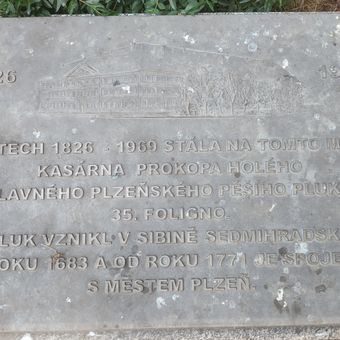 26 19
TECH 1826 - 1969 STÁLA NA TOMTO M
KASÁRNA PROKOPA HOLÉHO
LAVNÉHO PLZEŇSKÉHO PĚŠÍHO PLUK
35. FOLIGNO.
LUK VZNIKL V SIBINĚ SEDMIHRADSK
ROKU 1683 A OD ROKU 1771 JE SPOJE
S MĚSTEM PLZEŇ.